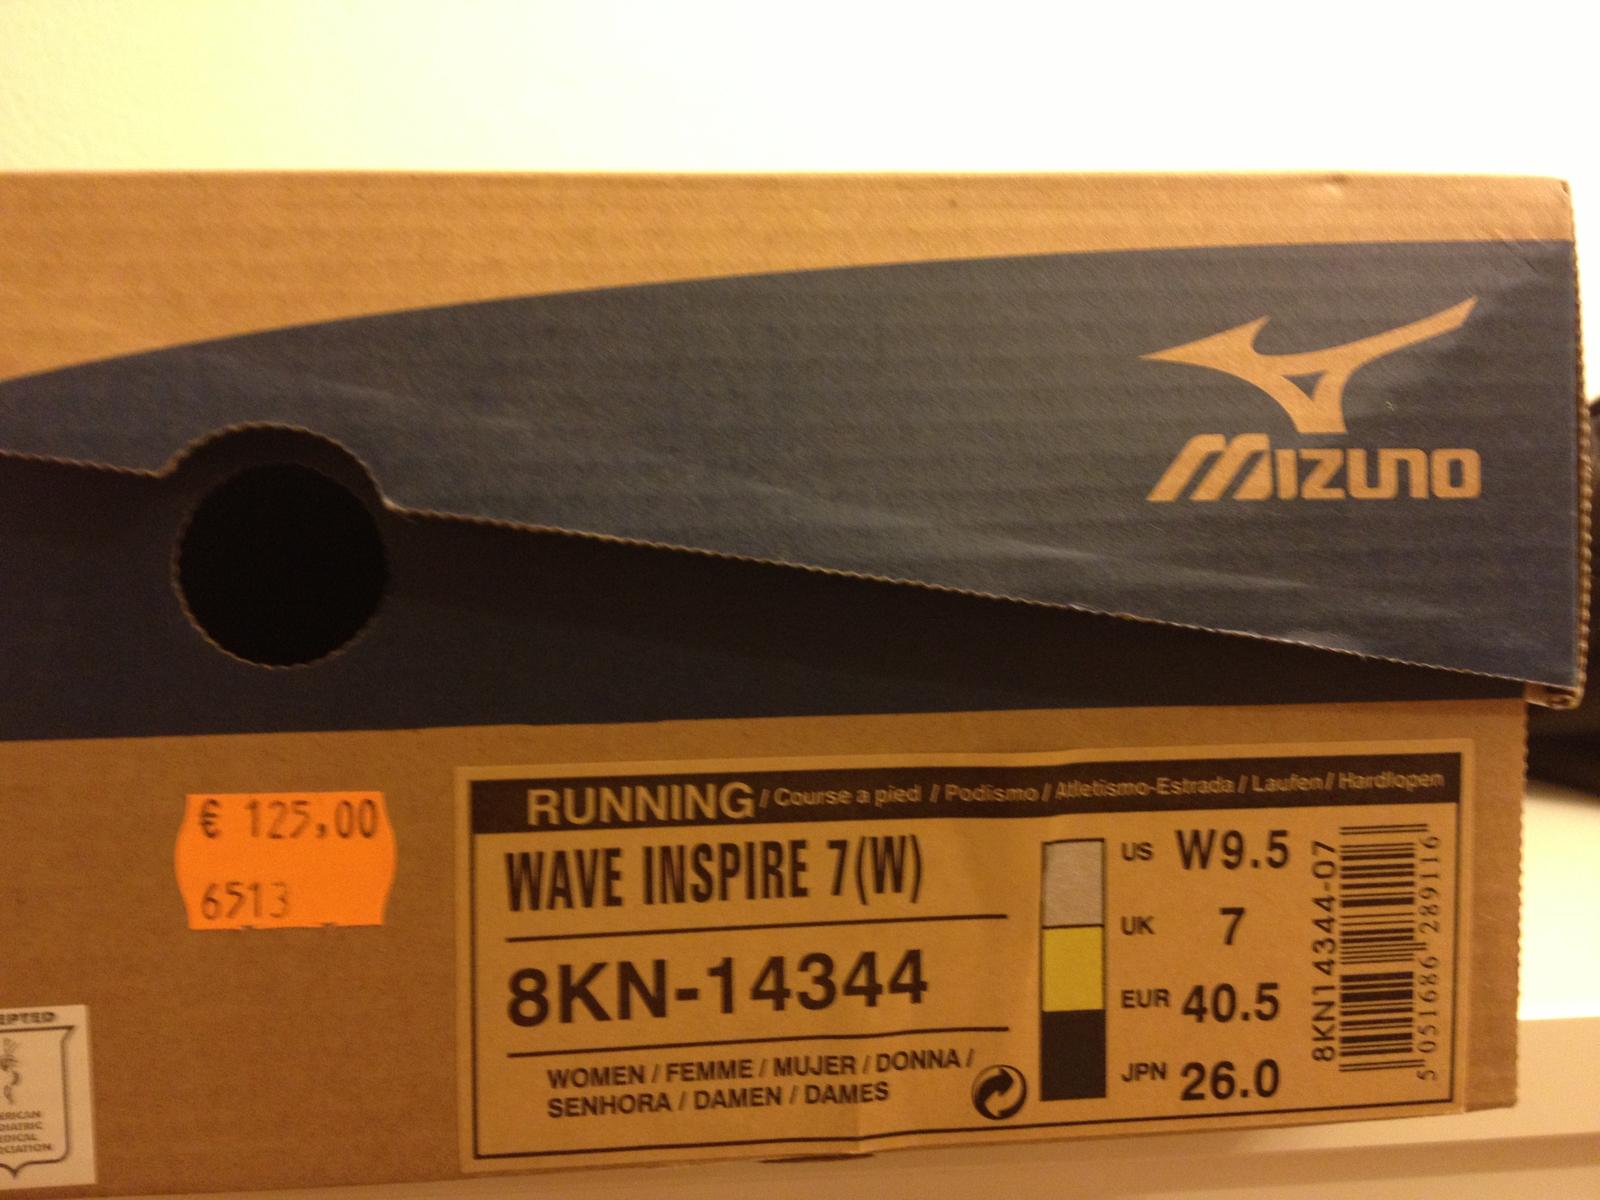 MIZUNO
€ 125,00
6513
RUNNING / Course a pied / Podismo / Atletismo-Estrada / Laufen / Hardlopen
WAVE INSPIRE 7(W)
8KN-14344
WOMEN / FEMME / MUJER / DONNA /
SENHORA / DAMEN / DAMES
US W9.5
UK 7
EUR 40.5
JPN 26.0
8KN14344-07
5 051686 289116